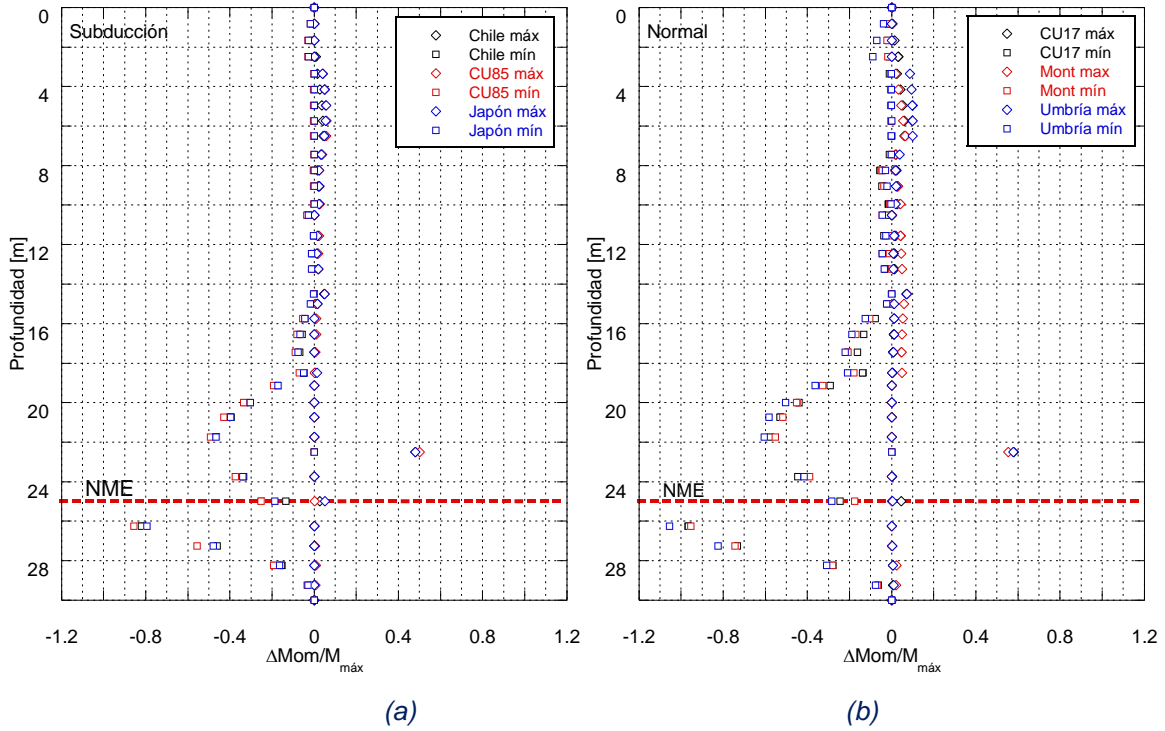 Subducción
Chile máx
Chile mín
CU85 máx
CU85 mín
Japón máx
Japón mín
0
4
8
12
16
20
24
28
Profundidad [m]
NME
-1.2
-0.8
-0.4
0
0.4
0.8
1.2
ΔMom/Mmáx
(a)
Normal
CU17 máx
CU17 mín
Mont max
Mont mín
Umbría máx
Umbría mín
0
4
8
12
16
20
24
28
Profundidad [m]
NME
-1.2
-0.8
-0.4
0
0.4
0.8
1.2
ΔMom/Mmáx
(b)